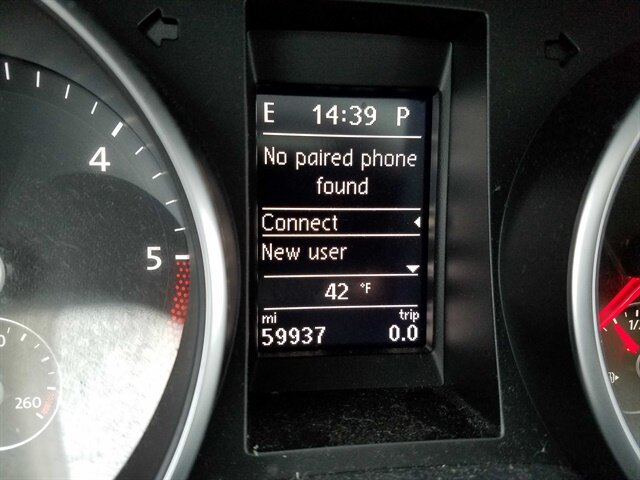 E 14:39 P
No paired phone
found
Connect
New user
42 °F
mi trip
59937 0.0
4
5
260